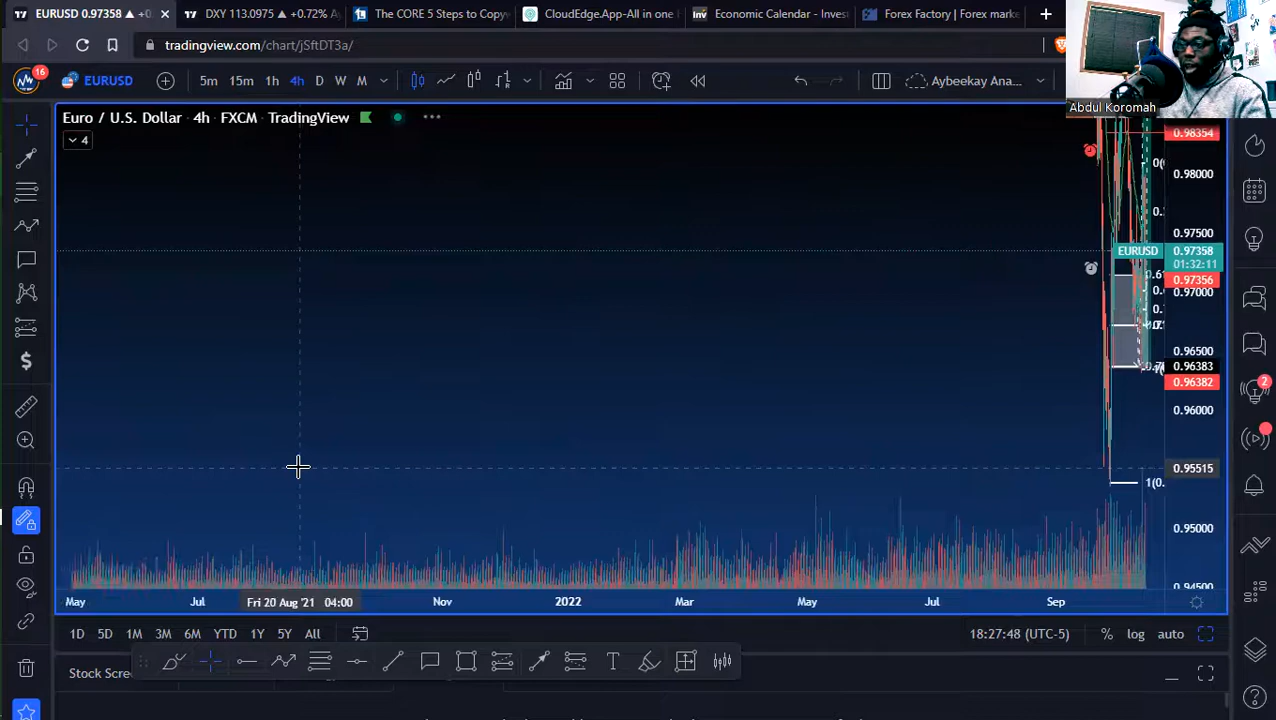 EURUSD 0.97358 ▲ +0
DXY 113.0975 ▲ +0.72%
The CORE 5 Steps to Copy
CloudEdge.App-All in one
Economic Calendar - Invest
Forex Factory | Forex marke
tradingview.com/chart/jSftDT3a/
16
EURUSD
5m 15m 1h 4h D W M
Aybeekay Ana...
Abdul Koromah
Euro / U.S. Dollar · 4h · FXCM · TradingView
4
0.98354
0.98000
0.97500
EURUSD 0.97358
01:32:11
0.97356
0.97000
0.96500
0.96383
0.96382
0.96000
0.95515
1(0.
0.95000
0.94500
May Jul Fri 20 Aug '21 04:00 Nov 2022 Mar May Jul Sep
1D 5D 1M 3M 6M YTD 1Y 5Y All
18:27:48 (UTC-5) % log auto
2
Stock Scre